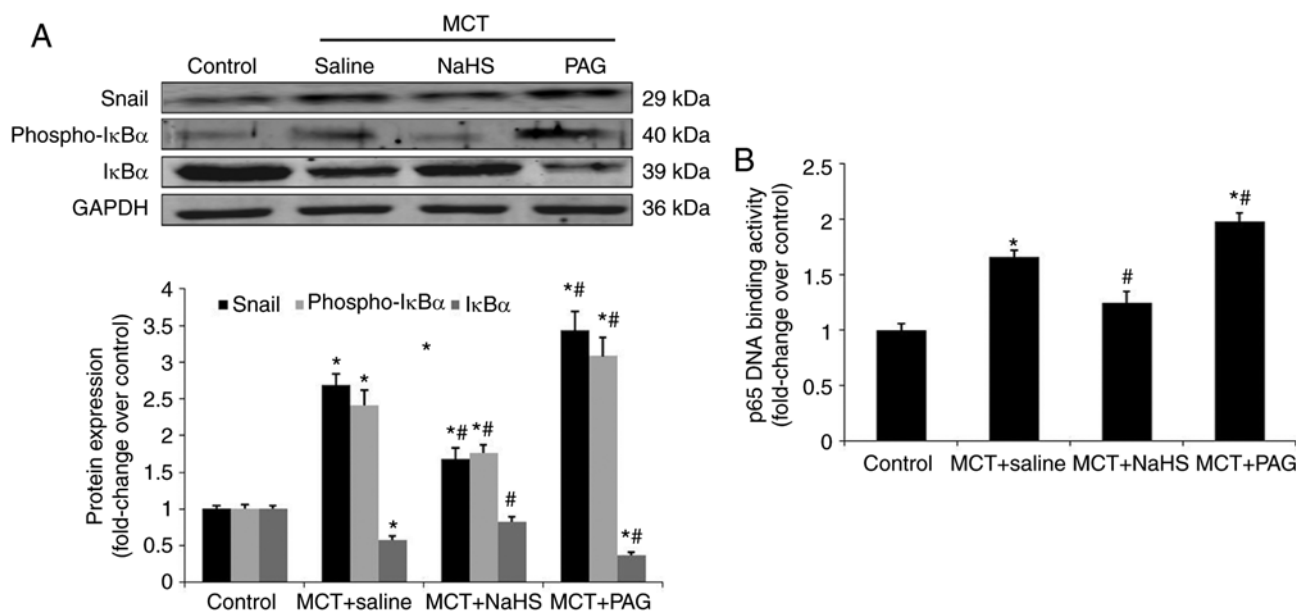 A
MCT
Control Saline NaHS PAG
Snail 29 kDa
Phospho-IκBα 40 kDa
IκBα 39 kDa
GAPDH 36 kDa
Protein expression
(fold-change over control)
4
3.5
3
2.5
2
1.5
1
0.5
0
Snail Phospho-IκBα IκBα
* * *
*
*# *# #
*# *# *#
Control MCT+saline MCT+NaHS MCT+PAG
B
p65 DNA binding activity
(fold-change over control)
2.5
2
1.5
1
0.5
0
* # *#
Control MCT+saline MCT+NaHS MCT+PAG